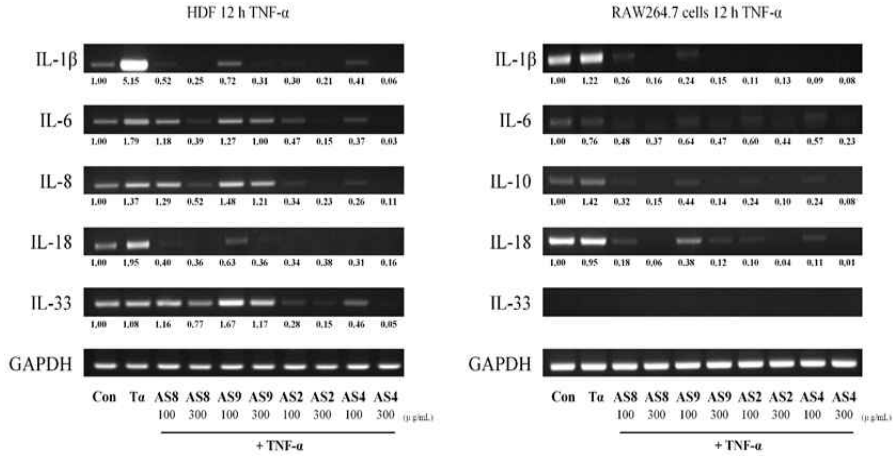 HDF 12 h TNF-α
IL-1β
1.00 5.15 0.52 0.25 0.72 0.31 0.30 0.21 0.41 0.06
IL-6
1.00 1.79 1.18 0.39 1.27 1.00 0.47 0.15 0.37 0.03
IL-8
1.00 1.37 1.29 0.52 1.48 1.21 0.34 0.23 0.26 0.11
IL-18
1.00 1.95 0.40 0.36 0.63 0.36 0.34 0.38 0.31 0.16
IL-33
1.00 1.08 1.16 0.77 1.67 1.17 0.28 0.15 0.46 0.05
GAPDH
Con Tα AS8 AS8 AS9 AS9 AS2 AS2 AS4 AS4
100 300 100 300 100 300 100 300 (μg/mL)
+ TNF-α
RAW264.7 cells 12 h TNF-α
IL-1β
1.00 1.22 0.26 0.16 0.24 0.15 0.11 0.13 0.09 0.08
IL-6
1.00 0.76 0.48 0.37 0.64 0.47 0.60 0.44 0.57 0.23
IL-10
1.00 1.42 0.32 0.15 0.44 0.14 0.24 0.10 0.24 0.08
IL-18
1.00 0.95 0.18 0.06 0.38 0.12 0.10 0.04 0.11 0.01
IL-33
GAPDH
Con Tα AS8 AS8 AS9 AS9 AS2 AS2 AS4 AS4
100 300 100 300 100 300 100 300 (μg/mL)
+ TNF-α